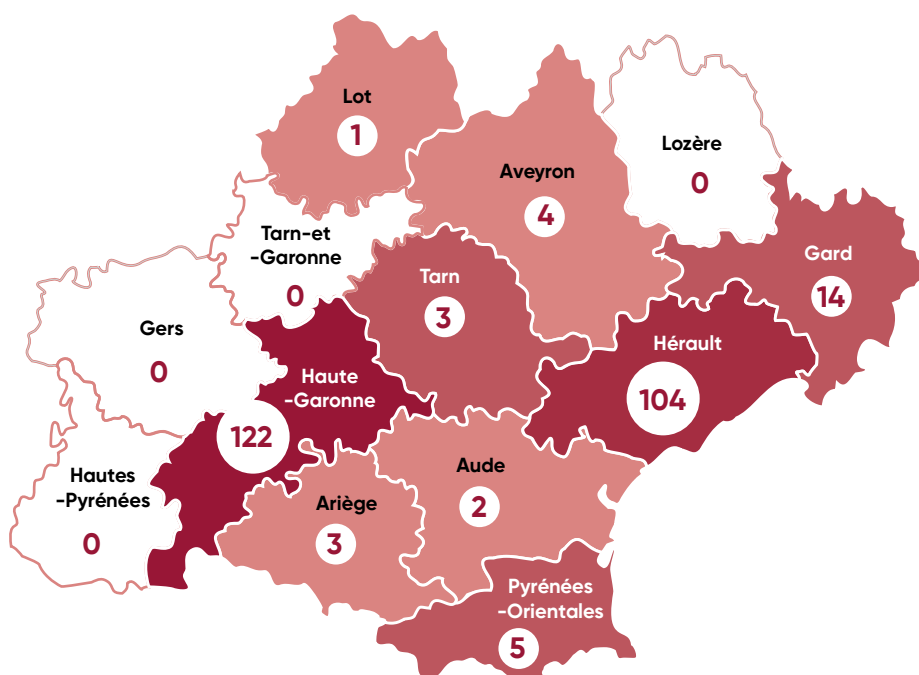 Lot
1
Lozère
0
Aveyron
4
Tarn-et
-Garonne
0
Tarn
3
Gard
14
Gers
0
Hérault
104
Haute
-Garonne
122
Hautes
-Pyrénées
0
Ariège
3
Aude
2
Pyrénées
-Orientales
5